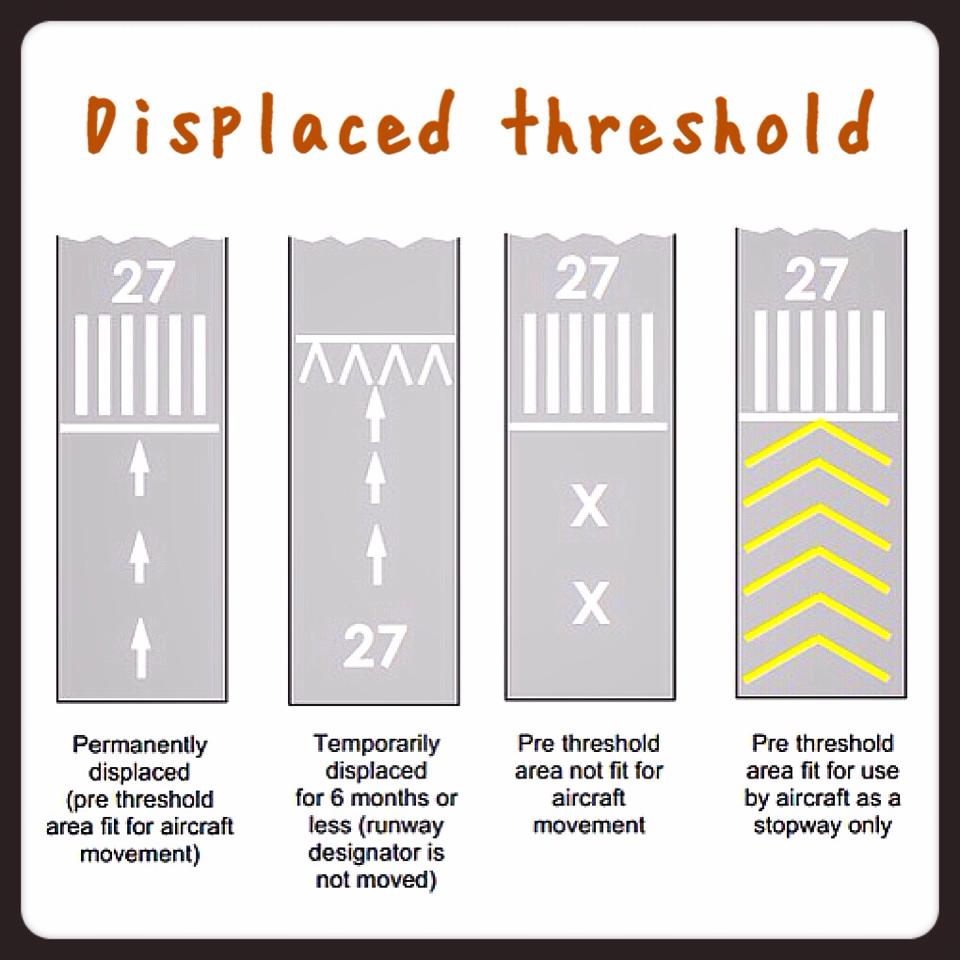 Displaced threshold
27
27
27
27
X
X
Permanently
displaced
(pre threshold
area fit for aircraft
movement)
Temporarily
displaced
for 6 months or
less (runway
designator is
not moved)
Pre threshold
area not fit for
aircraft
movement
Pre threshold
area fit for use
by aircraft as a
stopway only